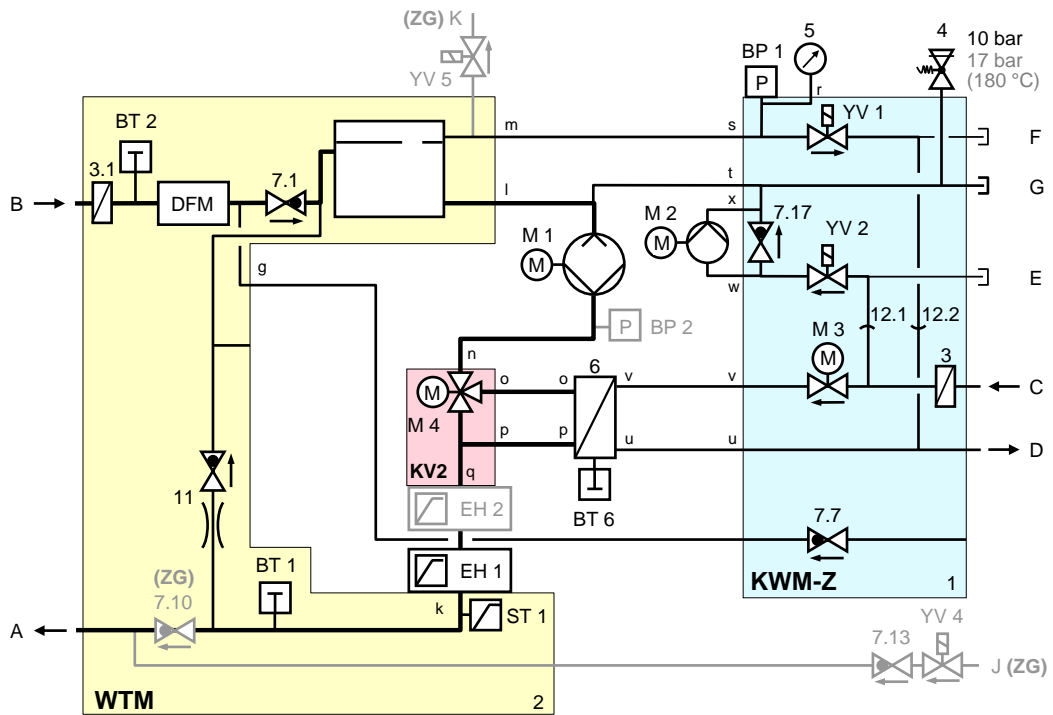 (ZG) K
YV 5
5
4
10 bar
17 bar
(180 °C)
BP 1
P
r
BT 2
YV 1
m
s
F
3.1
7.1
t
B
DFM
l
G
x
M 2
7.17
M 1
M
YV 2
M
g
w
E
P
BP 2
12.1
12.2
M 3
n
M
6
3
M
o
o
v
v
C
M 4
p
p
u
u
D
KV2
q
11
EH 2
BT 6
7.7
EH 1
KWM-Z
1
(ZG)
7.10
BT 1
k
ST 1
YV 4
A
7.13
J (ZG)
WTM
2